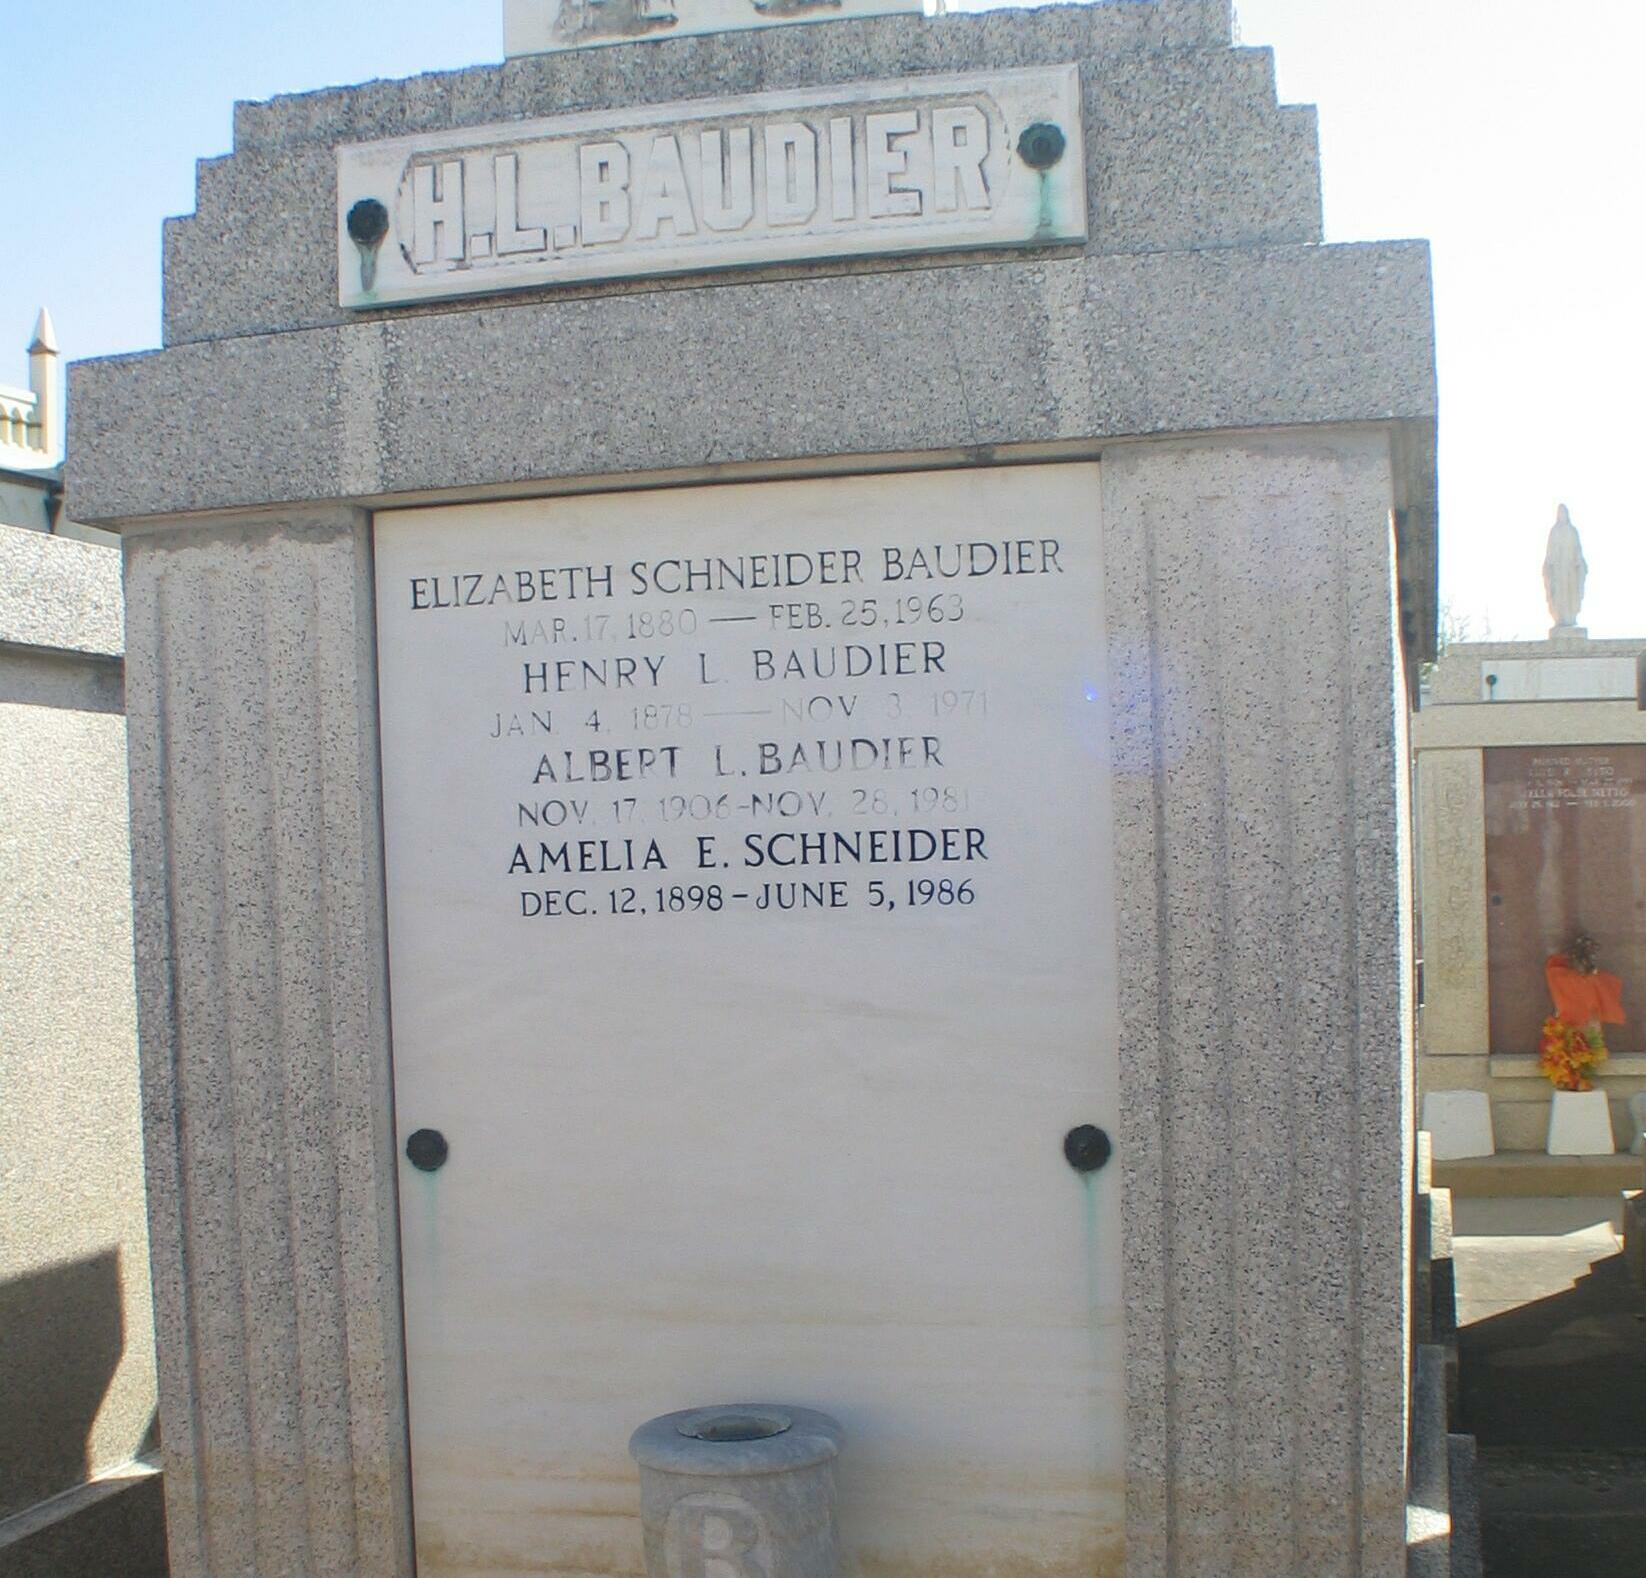 H.L. BAUDIER
ELIZABETH SCHNEIDER BAUDIER
MAR. 17, 1880 — FEB. 25, 1963
HENRY L. BAUDIER
JAN 4, 1878 — NOV 3 1971
ALBERT L. BAUDIER
NOV. 17, 1906-NOV. 28, 1981
AMELIA E. SCHNEIDER
DEC. 12, 1898 - JUNE 5, 1986
B